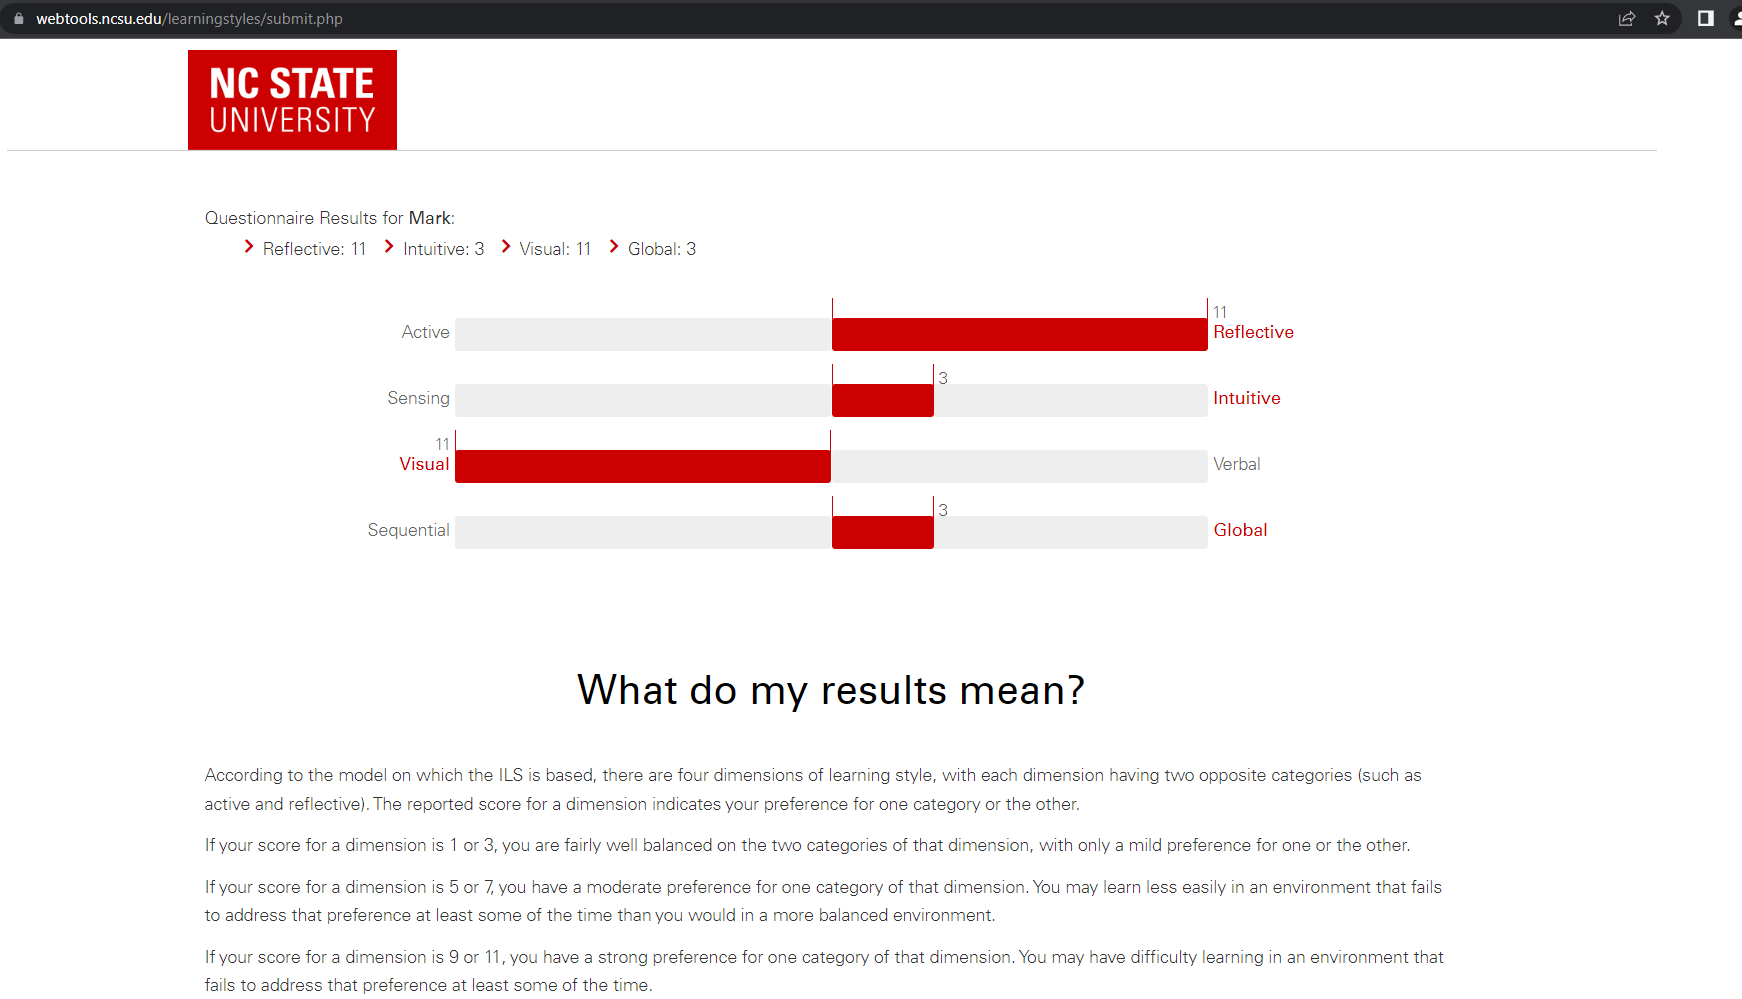 webtools.ncsu.edu/learningstyles/submit.php
NC STATE
UNIVERSITY
Questionnaire Results for Mark:
Reflective: 11 Intuitive: 3 Visual: 11 Global: 3
11
Active Reflective
3
Sensing Intuitive
11
Visual Verbal
3
Sequential Global
What do my results mean?
According to the model on which the ILS is based, there are four dimensions of learning style, with each dimension having two opposite categories (such as
active and reflective). The reported score for a dimension indicates your preference for one category or the other.
If your score for a dimension is 1 or 3, you are fairly well balanced on the two categories of that dimension, with only a mild preference for one or the other.
If your score for a dimension is 5 or 7, you have a moderate preference for one category of that dimension. You may learn less easily in an environment that fails
to address that preference at least some of the time than you would in a more balanced environment.
If your score for a dimension is 9 or 11, you have a strong preference for one category of that dimension. You may have difficulty learning in an environment that
fails to address that preference at least some of the time.